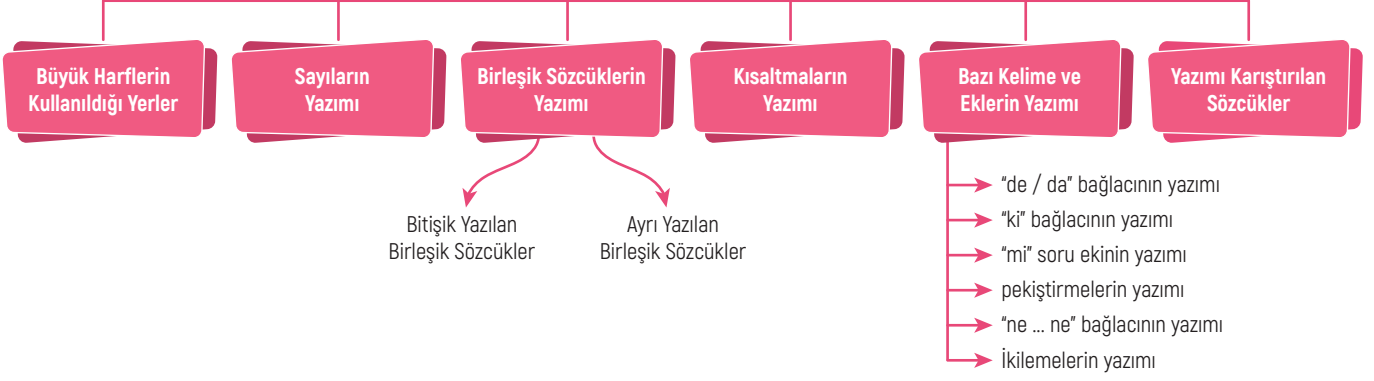 Büyük Harflerin
Kullanıldığı Yerler
Sayıların
Yazımı
Birleşik Sözcüklerin
Yazımı
Kısaltmaların
Yazımı
Bazı Kelime ve
Eklerin Yazımı
Yazımı Karıştırılan
Sözcükler
Bitişik Yazılan
Birleşik Sözcükler
Ayrı Yazılan
Birleşik Sözcükler
“de / da” bağlacının yazımı
“ki” bağlacının yazımı
“mi” soru ekinin yazımı
pekiştirmelerin yazımı
“ne ... ne” bağlacının yazımı
İkilemelerin yazımı